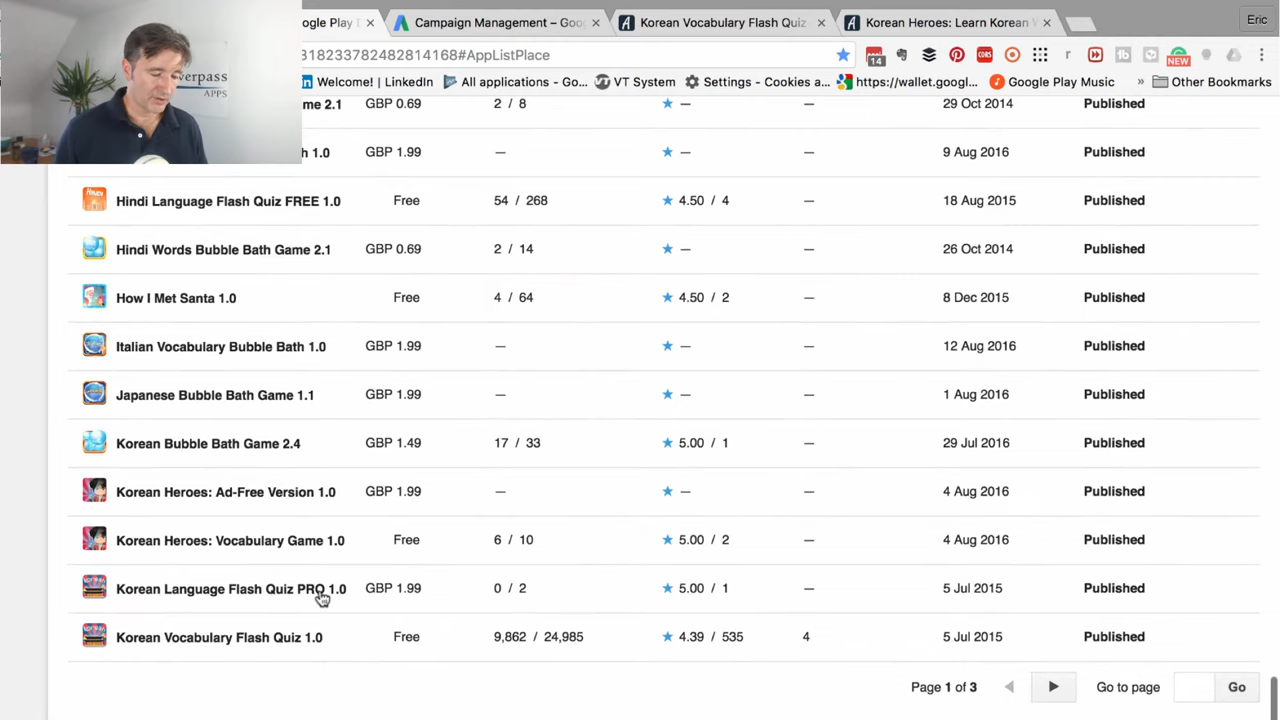 ogle Play D × Campaign Management – Goo × Korean Vocabulary Flash Quiz × Korean Heroes: Learn Korean W × Eric
318233782482814168#AppListPlace 14 CORS r NEW
in Welcome! | LinkedIn All applications - Go... VT System Settings - Cookies a... https://wallet.googl... Google Play Music » Other Bookmarks
verpass
APPS
me 2.1 GBP 0.69 2 / 8 ★ — — 29 Oct 2014 Published
h 1.0 GBP 1.99 — ★ — — 9 Aug 2016 Published
Hindi Language Flash Quiz FREE 1.0 Free 54 / 268 ★ 4.50 / 4 — 18 Aug 2015 Published
Hindi Words Bubble Bath Game 2.1 GBP 0.69 2 / 14 ★ — — 26 Oct 2014 Published
How I Met Santa 1.0 Free 4 / 64 ★ 4.50 / 2 — 8 Dec 2015 Published
Italian Vocabulary Bubble Bath 1.0 GBP 1.99 — ★ — — 12 Aug 2016 Published
Japanese Bubble Bath Game 1.1 GBP 1.99 — ★ — — 1 Aug 2016 Published
Korean Bubble Bath Game 2.4 GBP 1.49 17 / 33 ★ 5.00 / 1 — 29 Jul 2016 Published
Korean Heroes: Ad-Free Version 1.0 GBP 1.99 — ★ — — 4 Aug 2016 Published
Korean Heroes: Vocabulary Game 1.0 Free 6 / 10 ★ 5.00 / 2 — 4 Aug 2016 Published
Korean Language Flash Quiz PRO 1.0 GBP 1.99 0 / 2 ★ 5.00 / 1 — 5 Jul 2015 Published
Korean Vocabulary Flash Quiz 1.0 Free 9,862 / 24,985 ★ 4.39 / 535 4 5 Jul 2015 Published
Page 1 of 3 Go to page Go